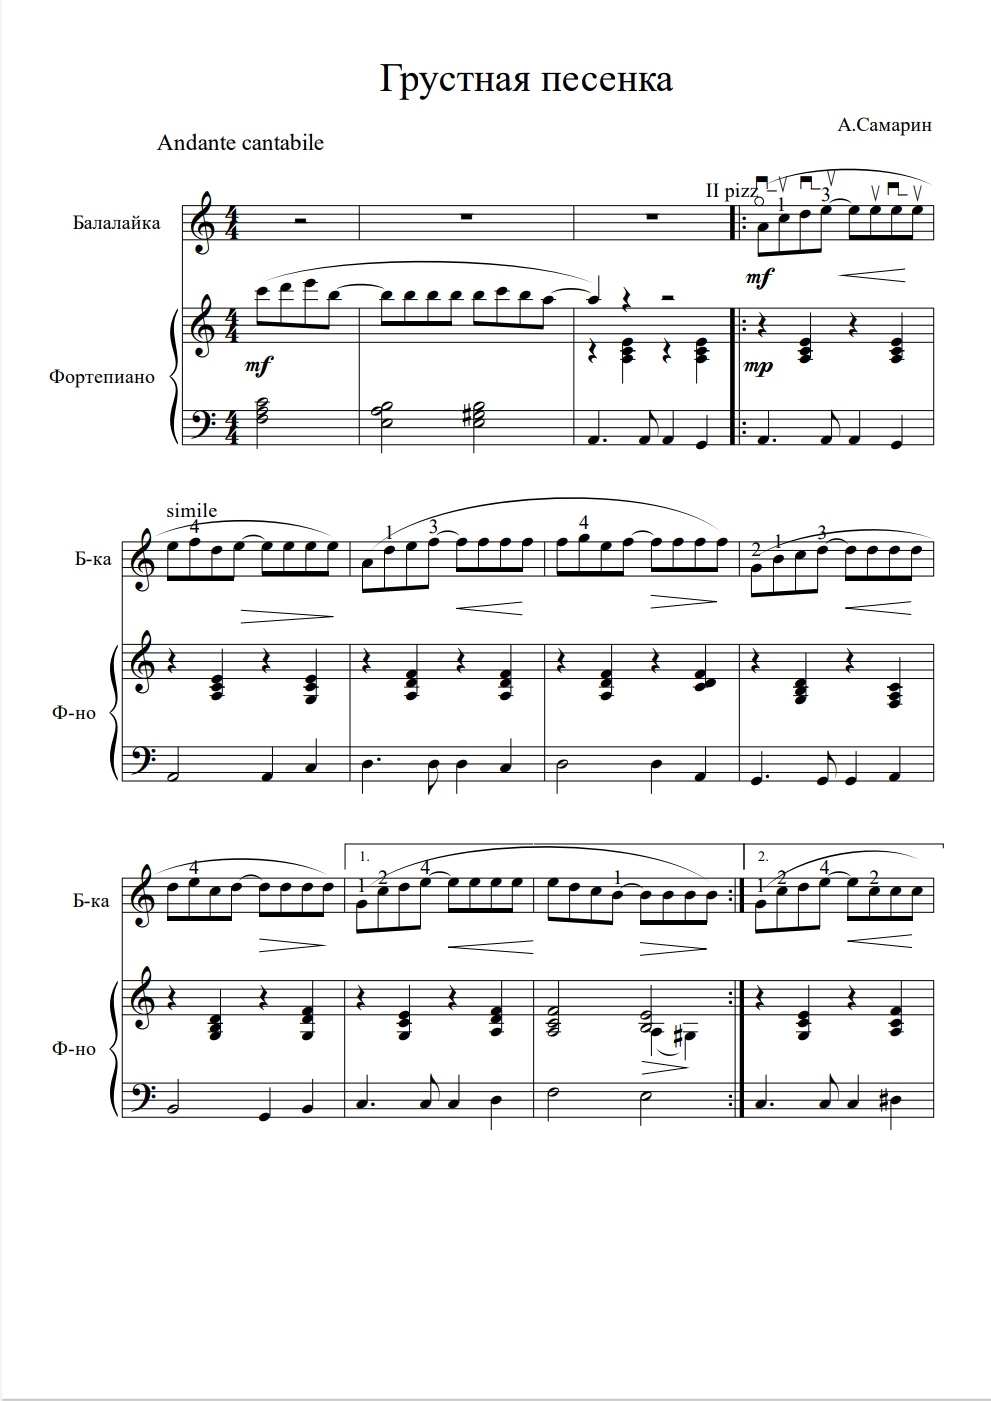 Грустная песенка
А.Самарин
Andante cantabile
II pizz
1 3
Балалайка
mf
mf
mp
Фортепиано
simile
4 1 3 4 2 1 3
Б-ка
Ф-но
1. 2.
4 1 2 4 1 1 2 4 2
Б-ка
Ф-но